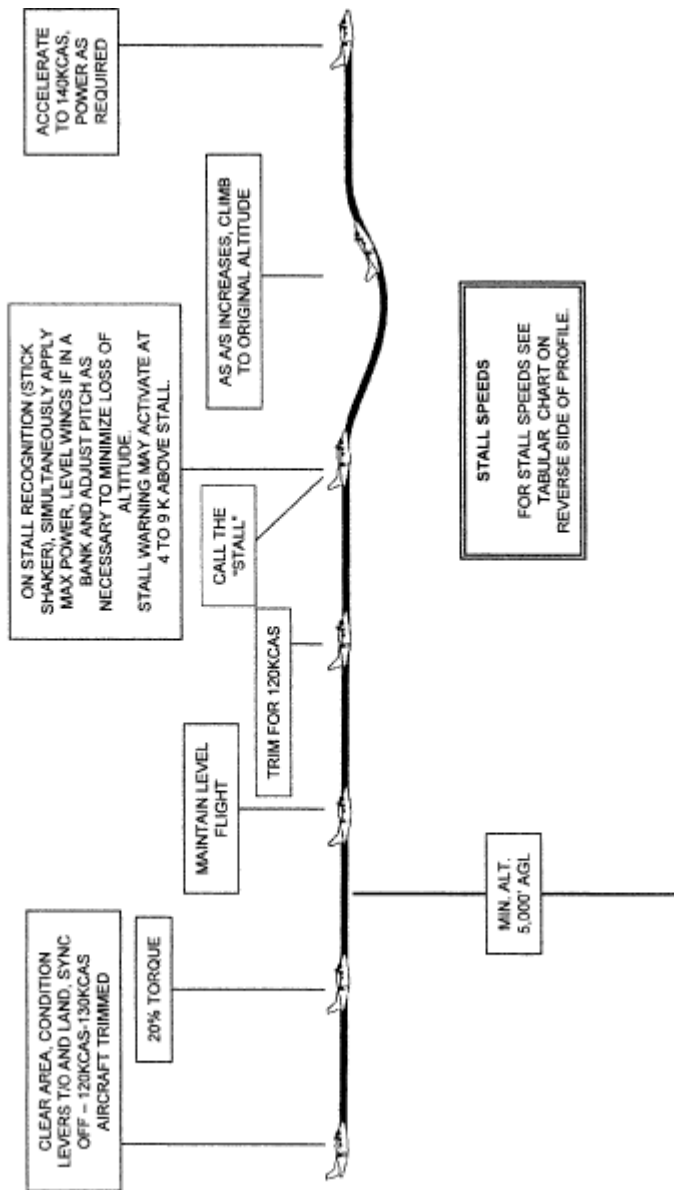 CLEAR AREA, CONDITION
LEVERS T/O AND LAND, SYNC
OFF – 120KCAS-130KCAS
AIRCRAFT TRIMMED
20% TORQUE
MAINTAIN LEVEL
FLIGHT
TRIM FOR 120KCAS
CALL THE
"STALL"
ON STALL RECOGNITION (STICK
SHAKER), SIMULTANEOUSLY APPLY
MAX POWER, LEVEL WINGS IF IN A
BANK AND ADJUST PITCH AS
NECESSARY TO MINIMIZE LOSS OF
ALTITUDE.
STALL WARNING MAY ACTIVATE AT
4 TO 9 K ABOVE STALL.
AS A/S INCREASES, CLIMB
TO ORIGINAL ALTITUDE
ACCELERATE
TO 140KCAS,
POWER AS
REQUIRED
MIN. ALT.
5,000' AGL
STALL SPEEDS
FOR STALL SPEEDS SEE
TABULAR CHART ON
REVERSE SIDE OF PROFILE.